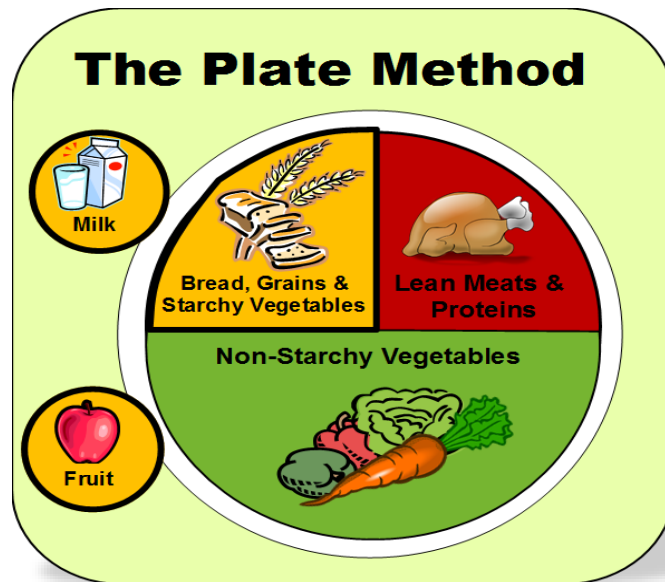 The Plate Method
Milk
Bread, Grains &
Starchy Vegetables
Lean Meats &
Proteins
Non-Starchy Vegetables
Fruit